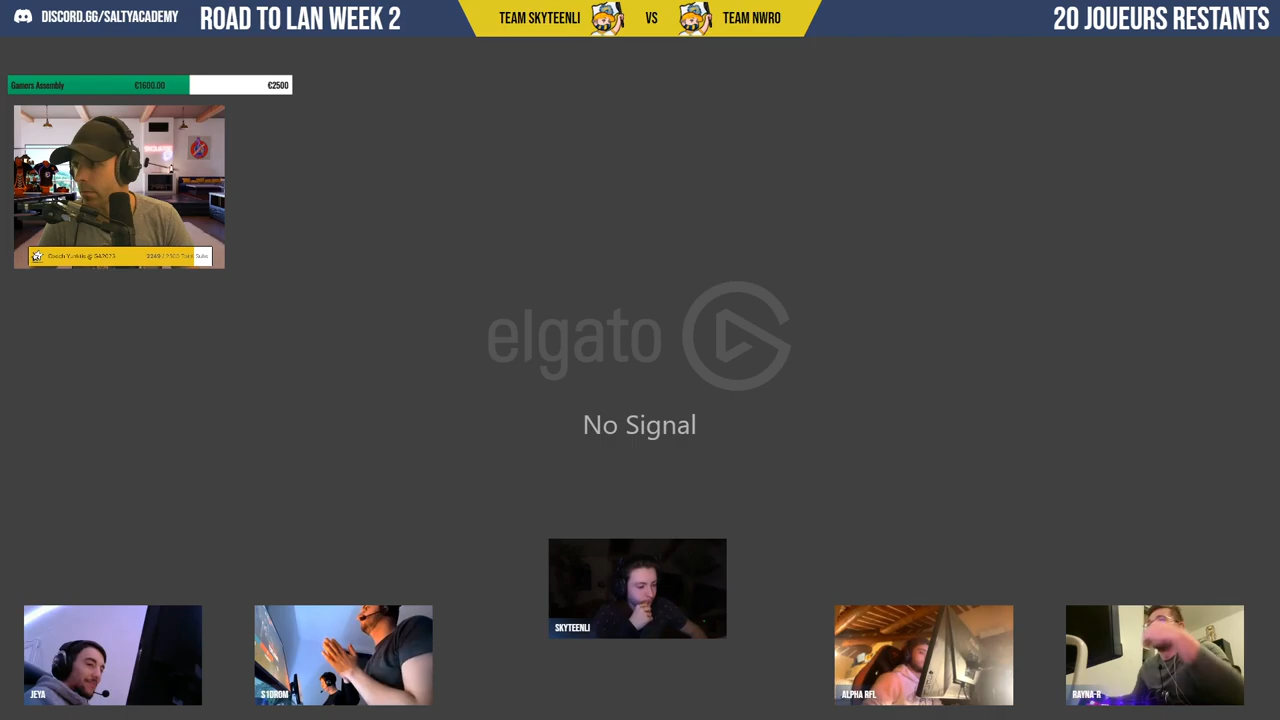 DISCORD.GG/SALTYACADEMY
ROAD TO LAN WEEK 2
TEAM SKYTEENLI
VS
TEAM NWRO
20 JOUEURS RESTANTS
Gamers Assembly
€1600.00
€2500
elgato
No Signal
SKYTEENLI
JEYA
S1DROM
ALPHA RFL
RAYNA-R